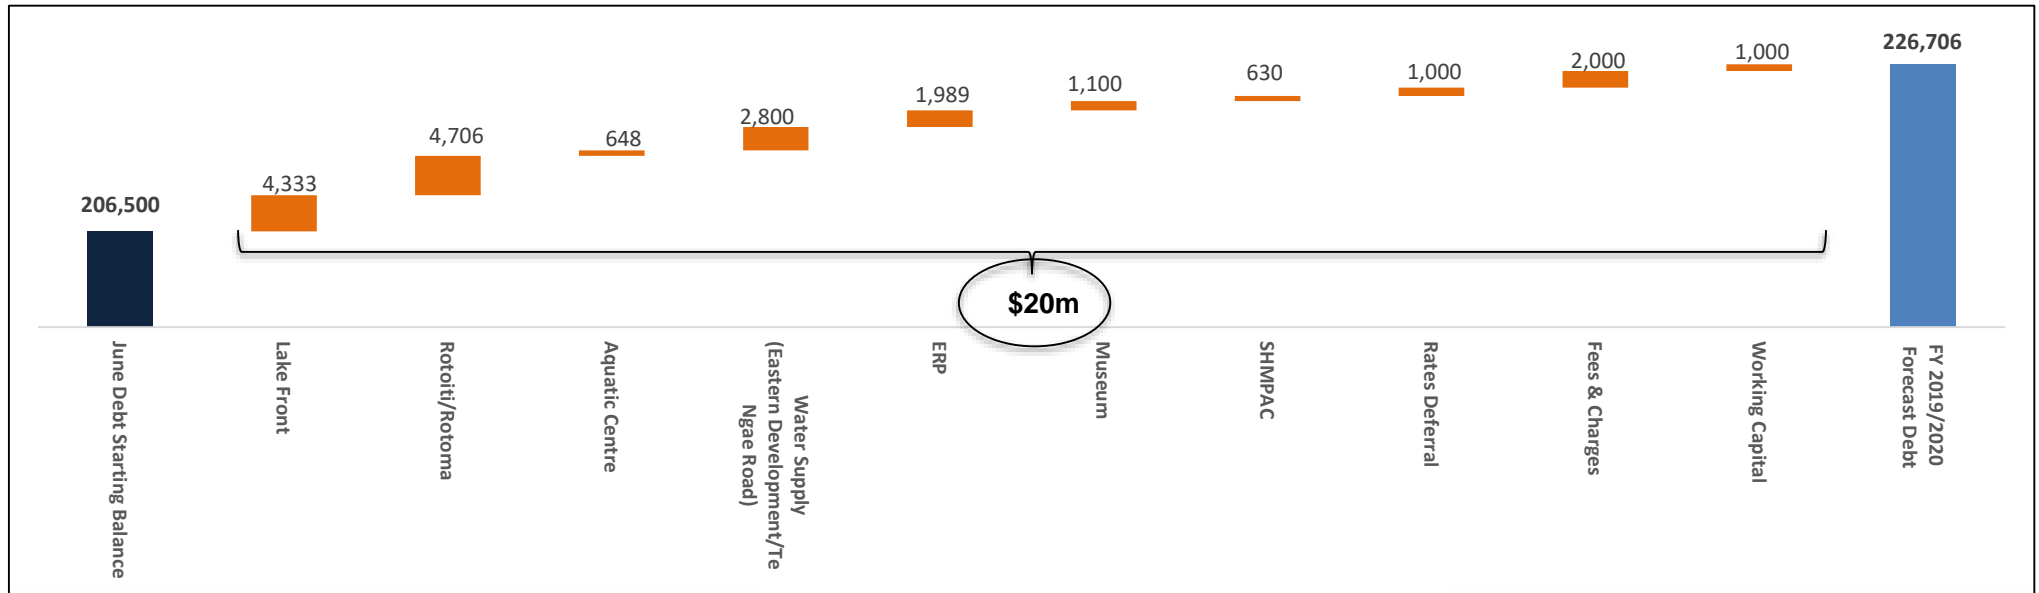 206,500
4,333
4,706
648
2,800
1,989
1,100
630
1,000
2,000
1,000
226,706
$20m
June Debt Starting Balance
Lake Front
Rotoiti/Rotoma
Aquatic Centre
Water Supply
(Eastern Development/Te
Ngae Road)
ERP
Museum
SHMPAC
Rates Deferral
Fees & Charges
Working Capital
FY 2019/2020
Forecast Debt